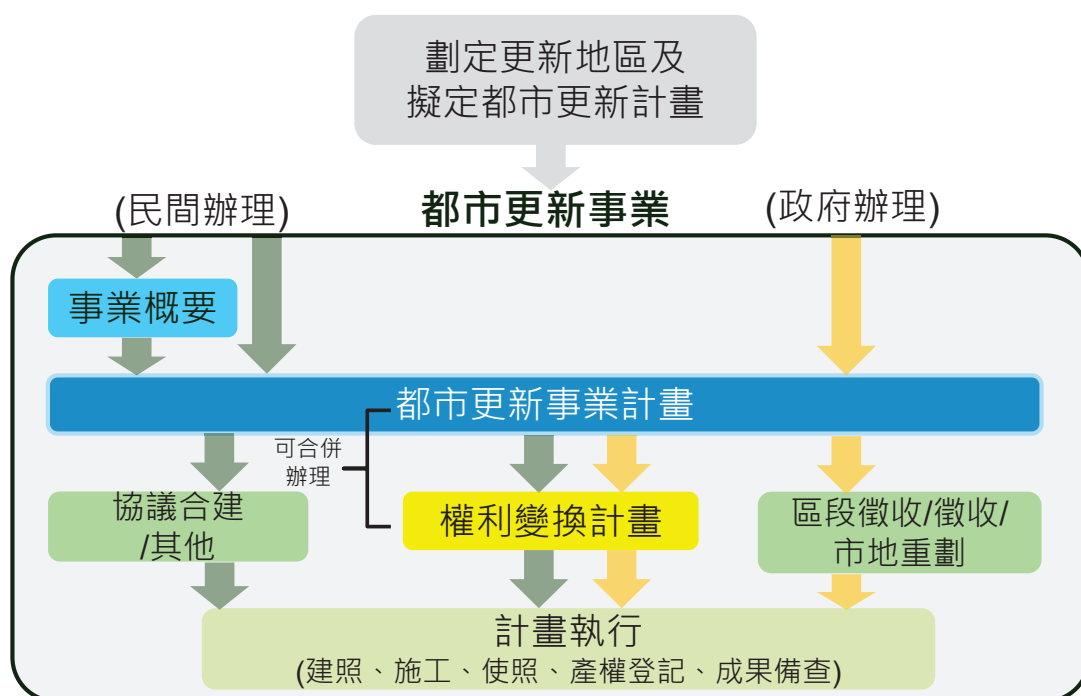 劃定更新地區及
擬定都市更新計畫
(民間辦理)
都市更新事業
(政府辦理)
事業概要
都市更新事業計畫
可合併
辦理
協議合建
/其他
權利變換計畫
區段徵收/徵收/
市地重劃
計畫執行
(建照、施工、使照、產權登記、成果備查)